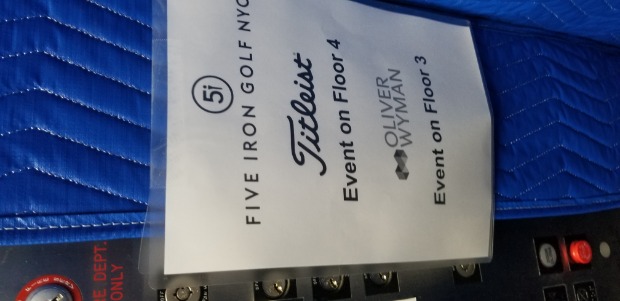 5i
FIVE IRON GOLF NYC
Titleist
Event on Floor 4
OLIVER
WYMAN
Event on Floor 3
DEPT.
ONLY